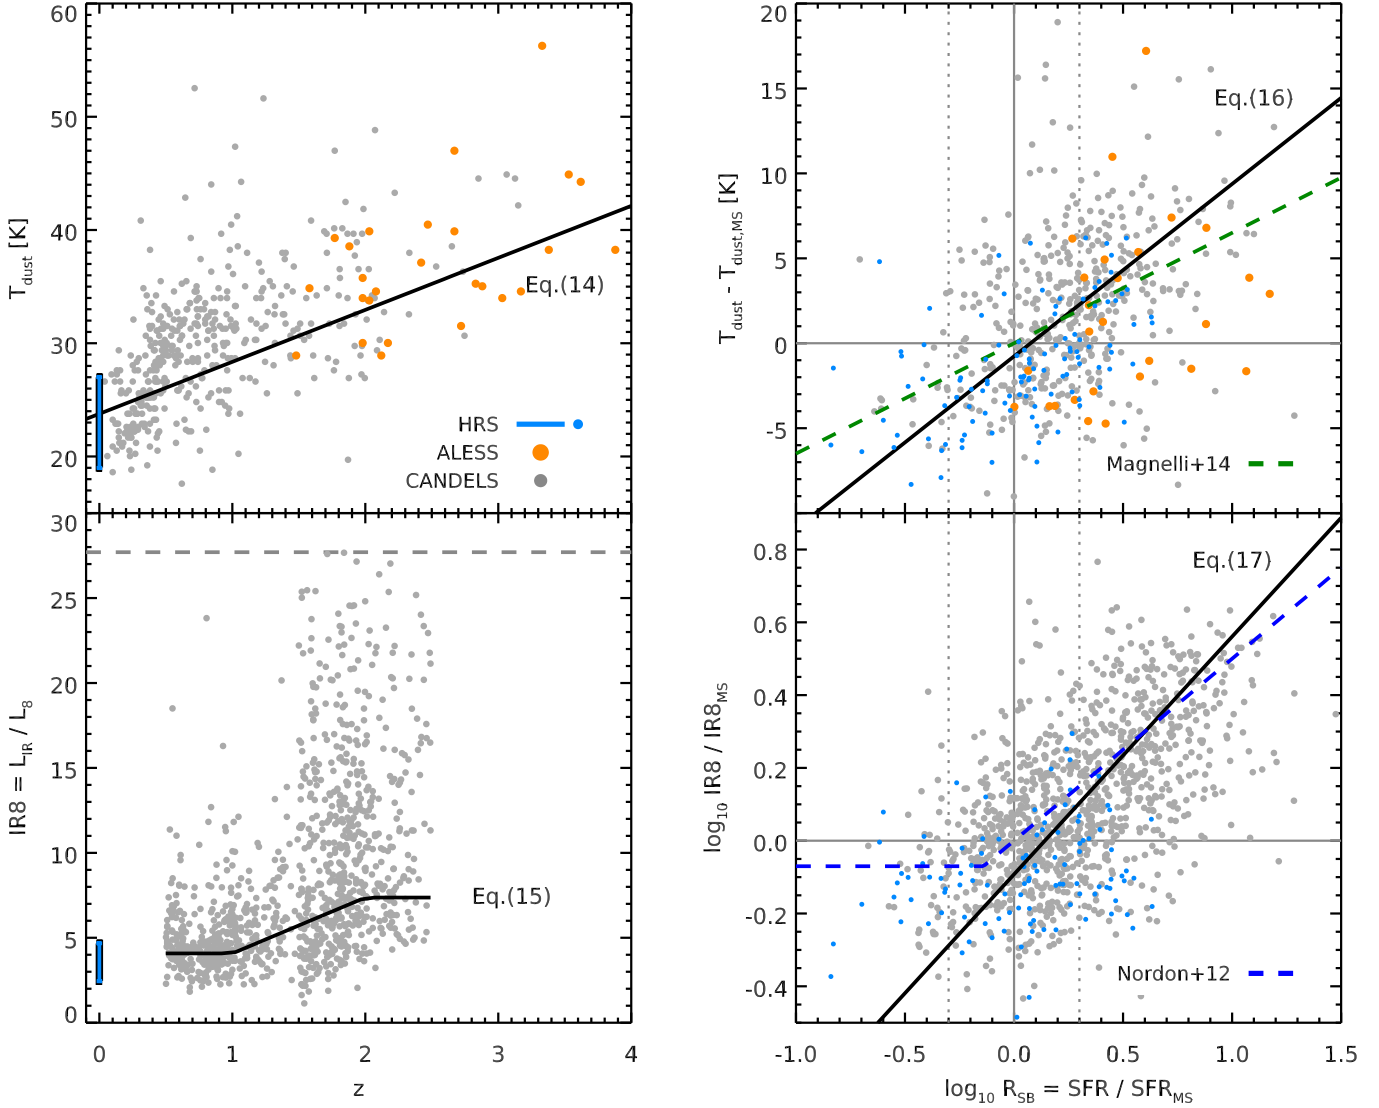 60
50
40
30
20
T_dust [K]
Eq.(14)
HRS
ALESS
CANDELS
20
15
10
5
0
-5
T_dust - T_dust,MS [K]
Eq.(16)
Magnelli+14
30
25
20
15
10
5
0
IR8 = L_IR / L_8
Eq.(15)
0 1 2 3 4
z
0.8
0.6
0.4
0.2
0.0
-0.2
-0.4
log_10 IR8 / IR8_MS
Eq.(17)
Nordon+12
-1.0 -0.5 0.0 0.5 1.0 1.5
log_10 R_SB = SFR / SFR_MS